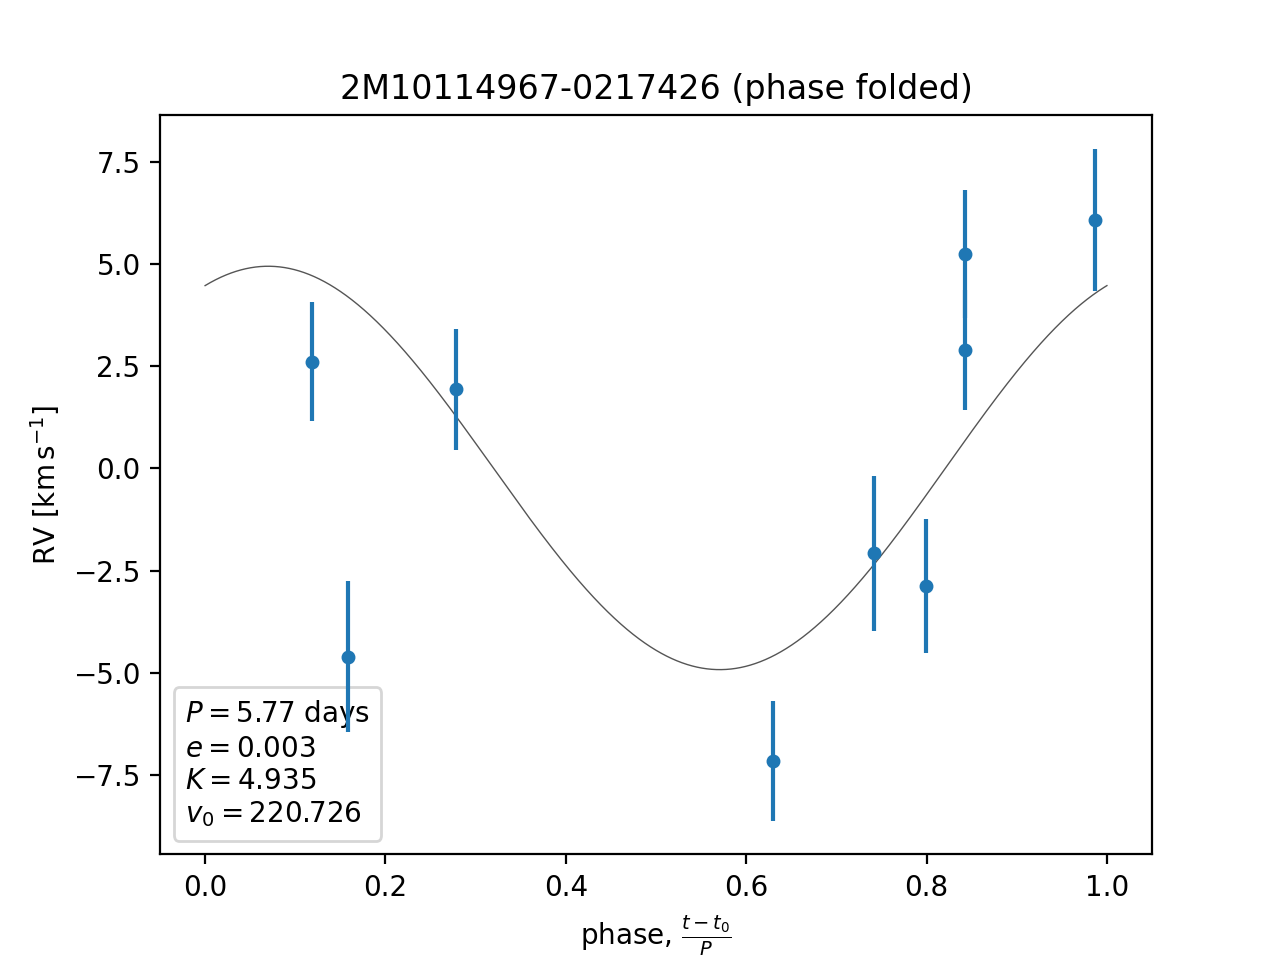 2M10114967-0217426 (phase folded)
7.5
5.0
2.5
0.0
−2.5
−5.0
−7.5
RV [km s⁻¹]
P = 5.77 days
e = 0.003
K = 4.935
v₀ = 220.726
0.0 0.2 0.4 0.6 0.8 1.0
phase, (t − t₀)/P